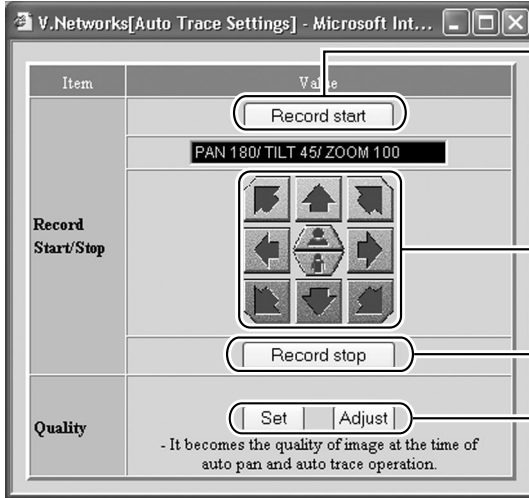 V.Networks[Auto Trace Settings] - Microsoft Int...
Item Value
Record start
PAN 180/ TILT 45/ ZOOM 100
Record
Start/Stop
Record stop
Quality
Set Adjust
- It becomes the quality of image at the time of
auto pan and auto trace operation.